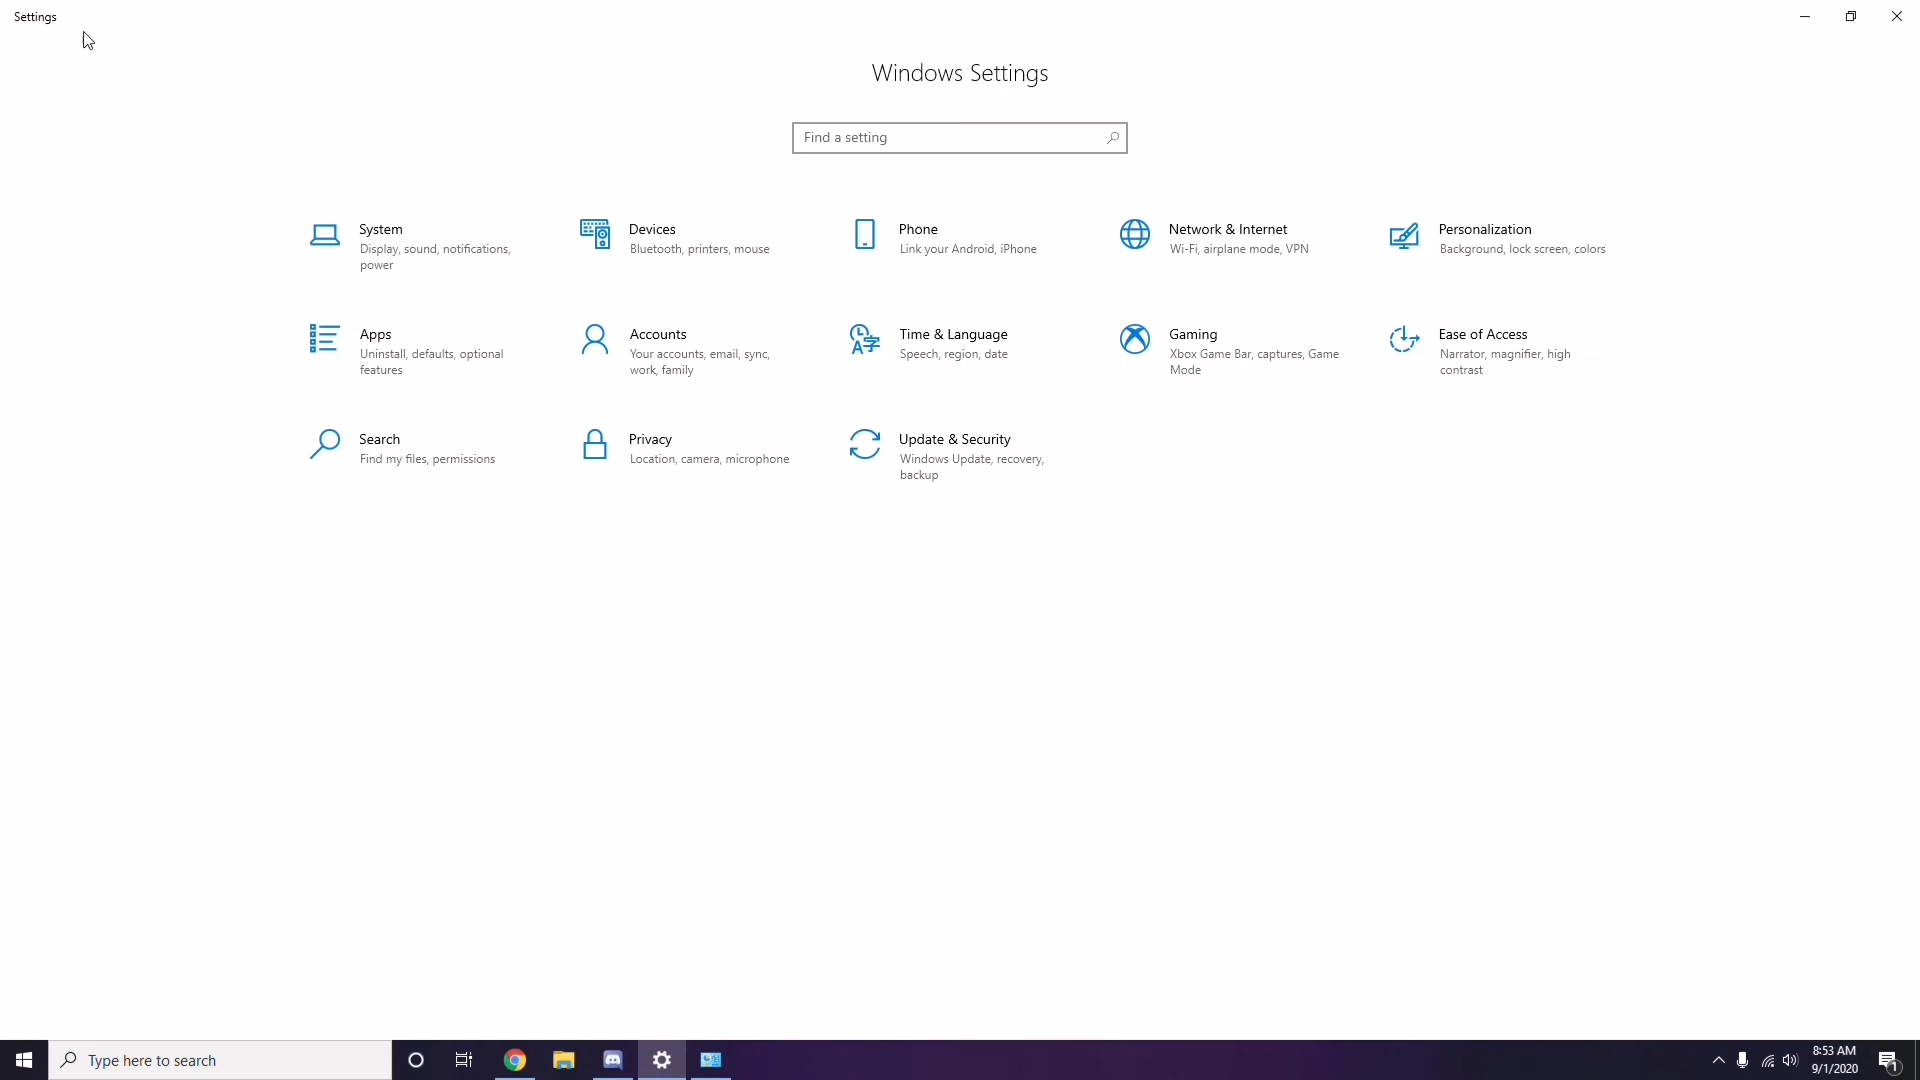 Settings
Windows Settings
Find a setting
System
Display, sound, notifications,
power
Devices
Bluetooth, printers, mouse
Phone
Link your Android, iPhone
Network & Internet
Wi-Fi, airplane mode, VPN
Personalization
Background, lock screen, colors
Apps
Uninstall, defaults, optional
features
Accounts
Your accounts, email, sync,
work, family
Time & Language
Speech, region, date
Gaming
Xbox Game Bar, captures, Game
Mode
Ease of Access
Narrator, magnifier, high
contrast
Search
Find my files, permissions
Privacy
Location, camera, microphone
Update & Security
Windows Update, recovery,
backup
Type here to search
8:53 AM
9/1/2020
1